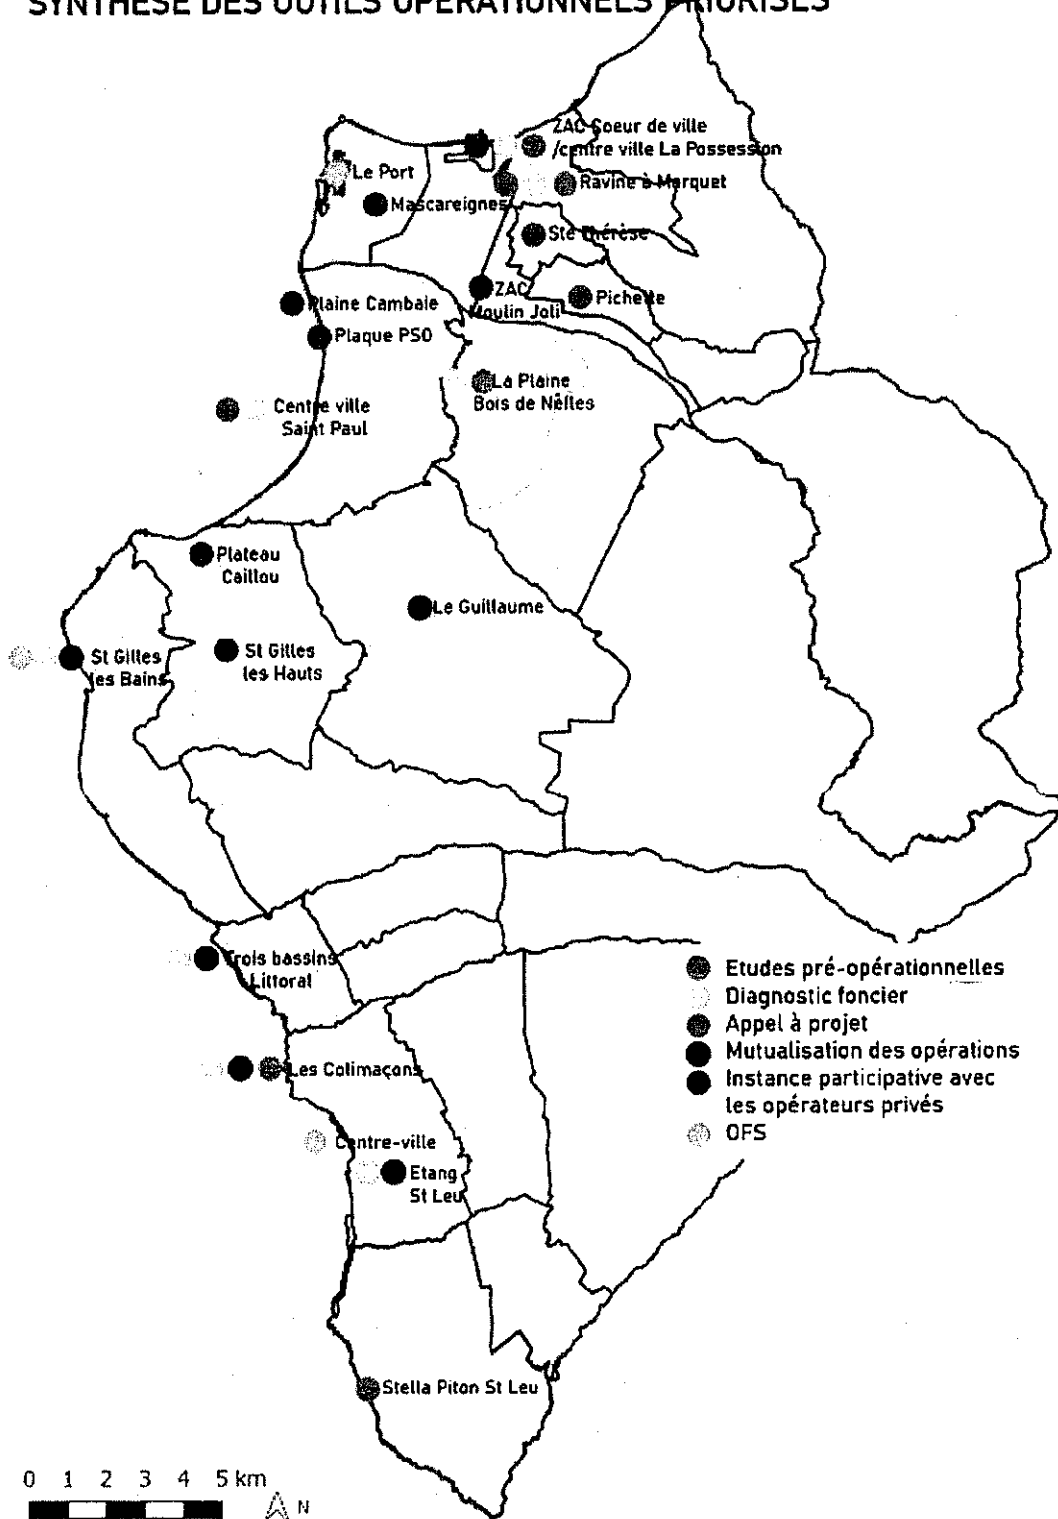 SYNTHESE DES OUTILS OPERATIONNELS PRIORISES
ZAC Coeur de ville
/centre ville La Possession
Le Port
Ravine à Marquet
Mascareignes
Ste Thérèse
ZAC
Moulin Joli
Pichette
Plaine Cambaie
Plaque PSO
La Plaine
Bois de Nèfles
Centre ville
Saint Paul
Plateau
Caillou
Le Guillaume
St Gilles
les Bains
St Gilles
les Hauts
Trois bassins
Littoral
Etudes pré-opérationnelles
Diagnostic foncier
Appel à projet
Mutualisation des opérations
Instance participative avec
les opérateurs privés
OFS
Les Colimaçons
Centre-ville
Etang
St Leu
Stella Piton St Leu
0 1 2 3 4 5 km
N